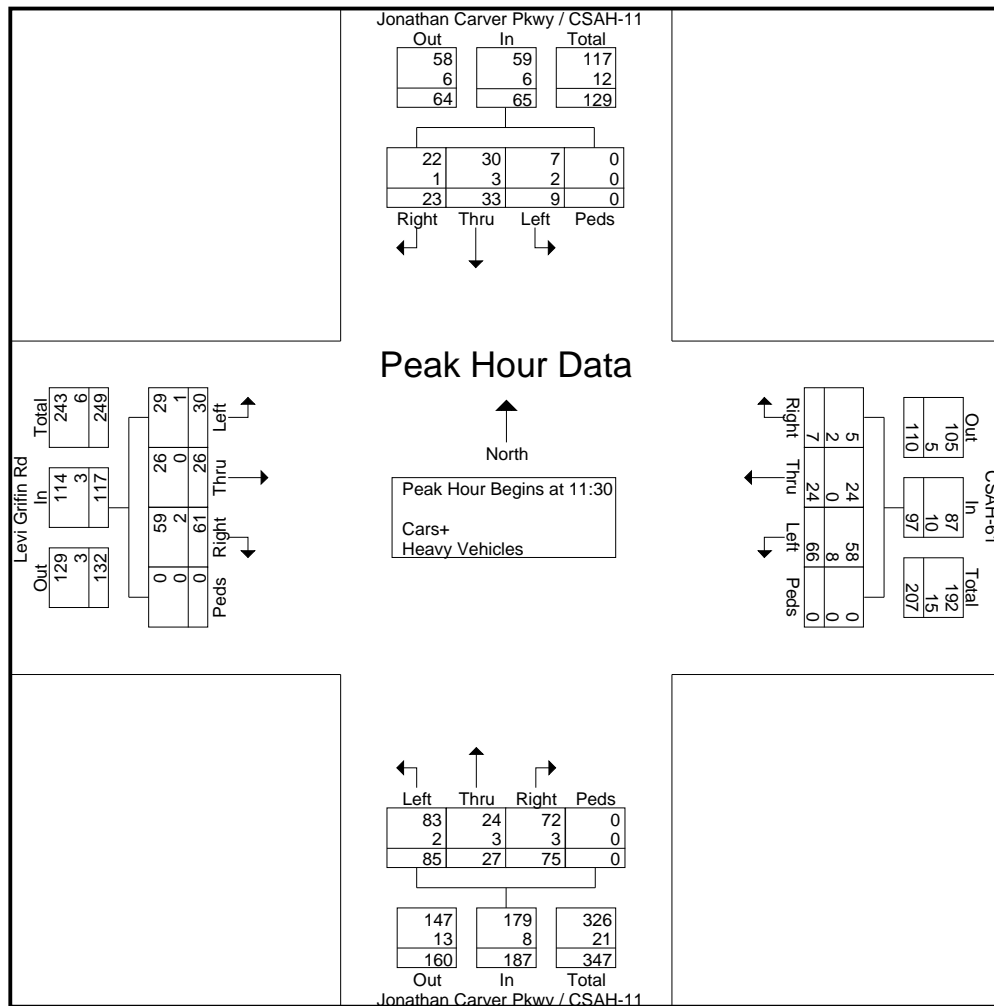 Jonathan Carver Pkwy / CSAH-11
Out In Total
58 59 117
6 6 12
64 65 129
22 30 7 0
1 3 2 0
23 33 9 0
Right Thru Left Peds
Peak Hour Data
North
Peak Hour Begins at 11:30
Cars+
Heavy Vehicles
Levi Grifin Rd
Out In Total
129 114 243
3 3 6
132 117 249
0 59 26 29
0 2 0 1
0 61 26 30
Peds Right Thru Left
CSAH-61
Out In Total
105 87 192
5 10 15
110 97 207
5 24 58 0
2 0 8 0
7 24 66 0
Right Thru Left Peds
Left Thru Right Peds
83 24 72 0
2 3 3 0
85 27 75 0
147 179 326
13 8 21
160 187 347
Out In Total
Jonathan Carver Pkwy / CSAH-11